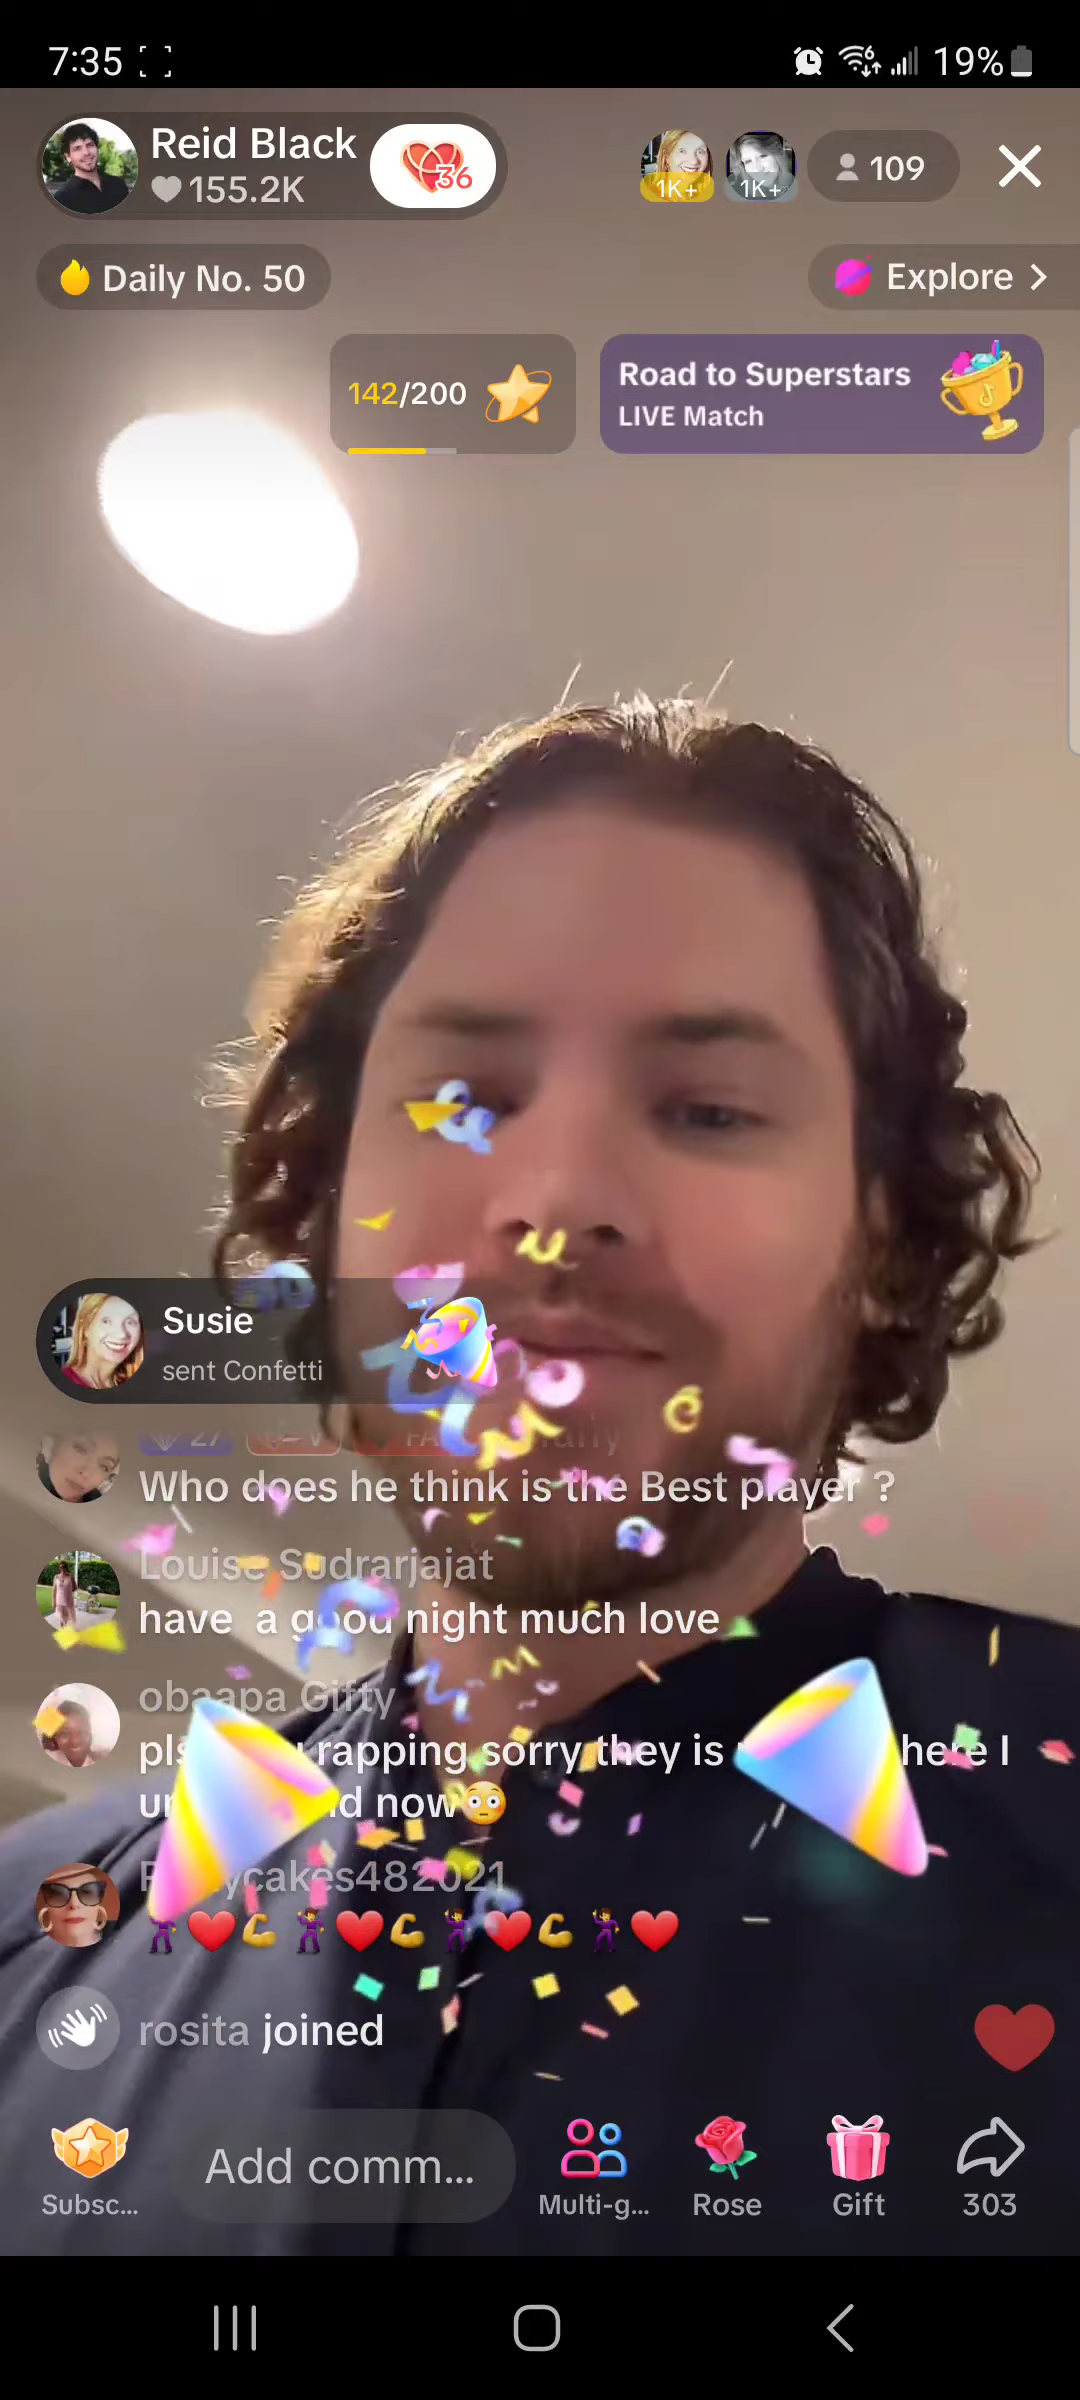 7:35
19%
Reid Black
155.2K
36
1K+
1K+
109
Daily No. 50
Explore
142/200
Road to Superstars
LIVE Match
Susie
sent Confetti
27
Who does he think is the Best player ?
Louise Sudrarjajat
have a good night much love
obaapa Gifty
rapping sorry they is here I
now😳
482021
🕺❤️💪🕺❤️💪🕺❤️💪🕺❤️
rosita joined
Subsc...
Add comm...
Multi-g...
Rose
Gift
303